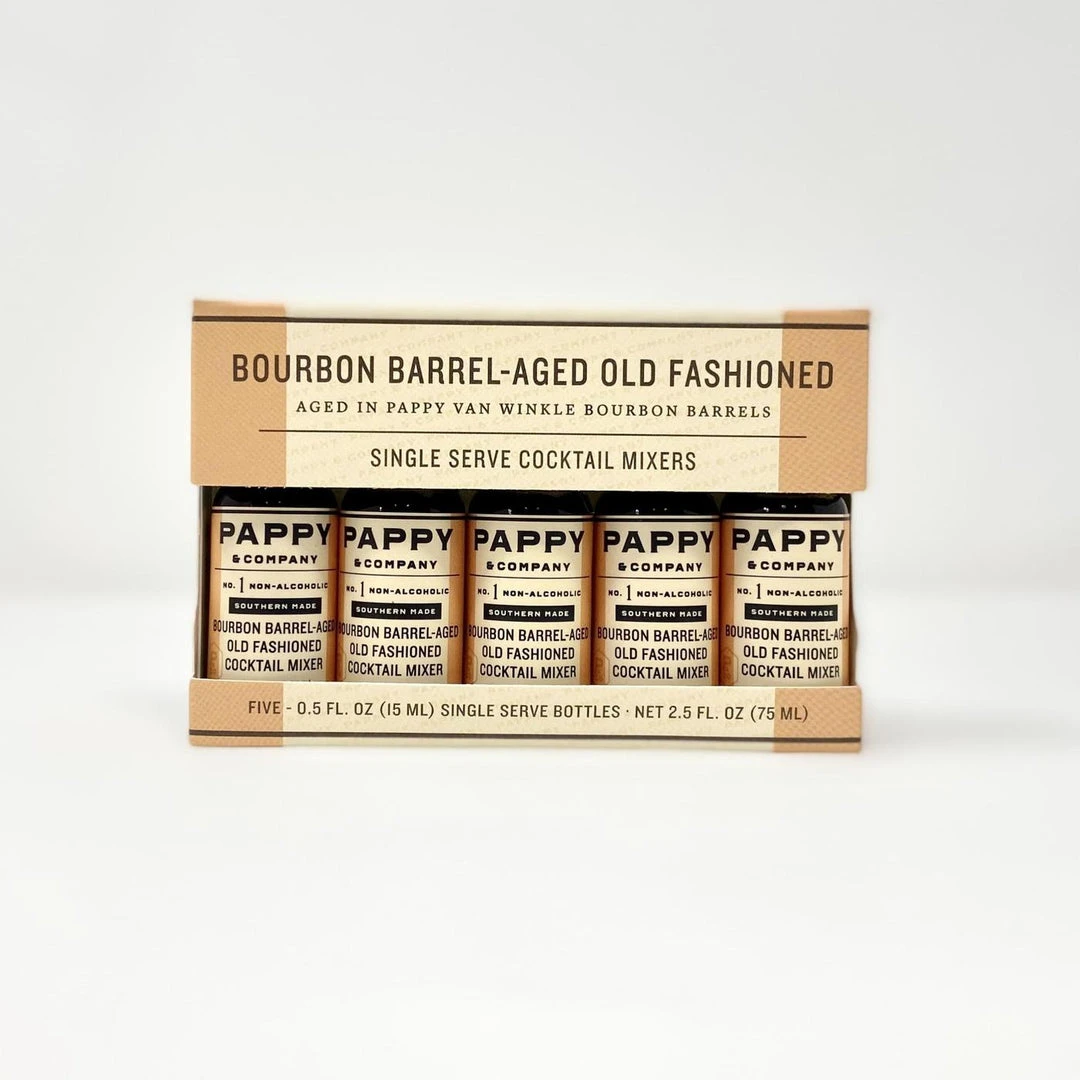 BOURBON BARREL-AGED OLD FASHIONED
AGED IN PAPPY VAN WINKLE BOURBON BARRELS
SINGLE SERVE COCKTAIL MIXERS
PAPPY
& COMPANY
NO. 1 NON-ALCOHOLIC
SOUTHERN MADE
BOURBON BARREL-AGED
OLD FASHIONED
COCKTAIL MIXER
PAPPY
& COMPANY
NO. 1 NON-ALCOHOLIC
SOUTHERN MADE
BOURBON BARREL-AGED
OLD FASHIONED
COCKTAIL MIXER
PAPPY
& COMPANY
NO. 1 NON-ALCOHOLIC
SOUTHERN MADE
BOURBON BARREL-AGED
OLD FASHIONED
COCKTAIL MIXER
PAPPY
& COMPANY
NO. 1 NON-ALCOHOLIC
SOUTHERN MADE
BOURBON BARREL-AGED
OLD FASHIONED
COCKTAIL MIXER
PAPPY
& COMPANY
NO. 1 NON-ALCOHOLIC
SOUTHERN MADE
BOURBON BARREL-AGED
OLD FASHIONED
COCKTAIL MIXER
FIVE - 0.5 FL. OZ (15 ML) SINGLE SERVE BOTTLES · NET 2.5 FL. OZ (75 ML)